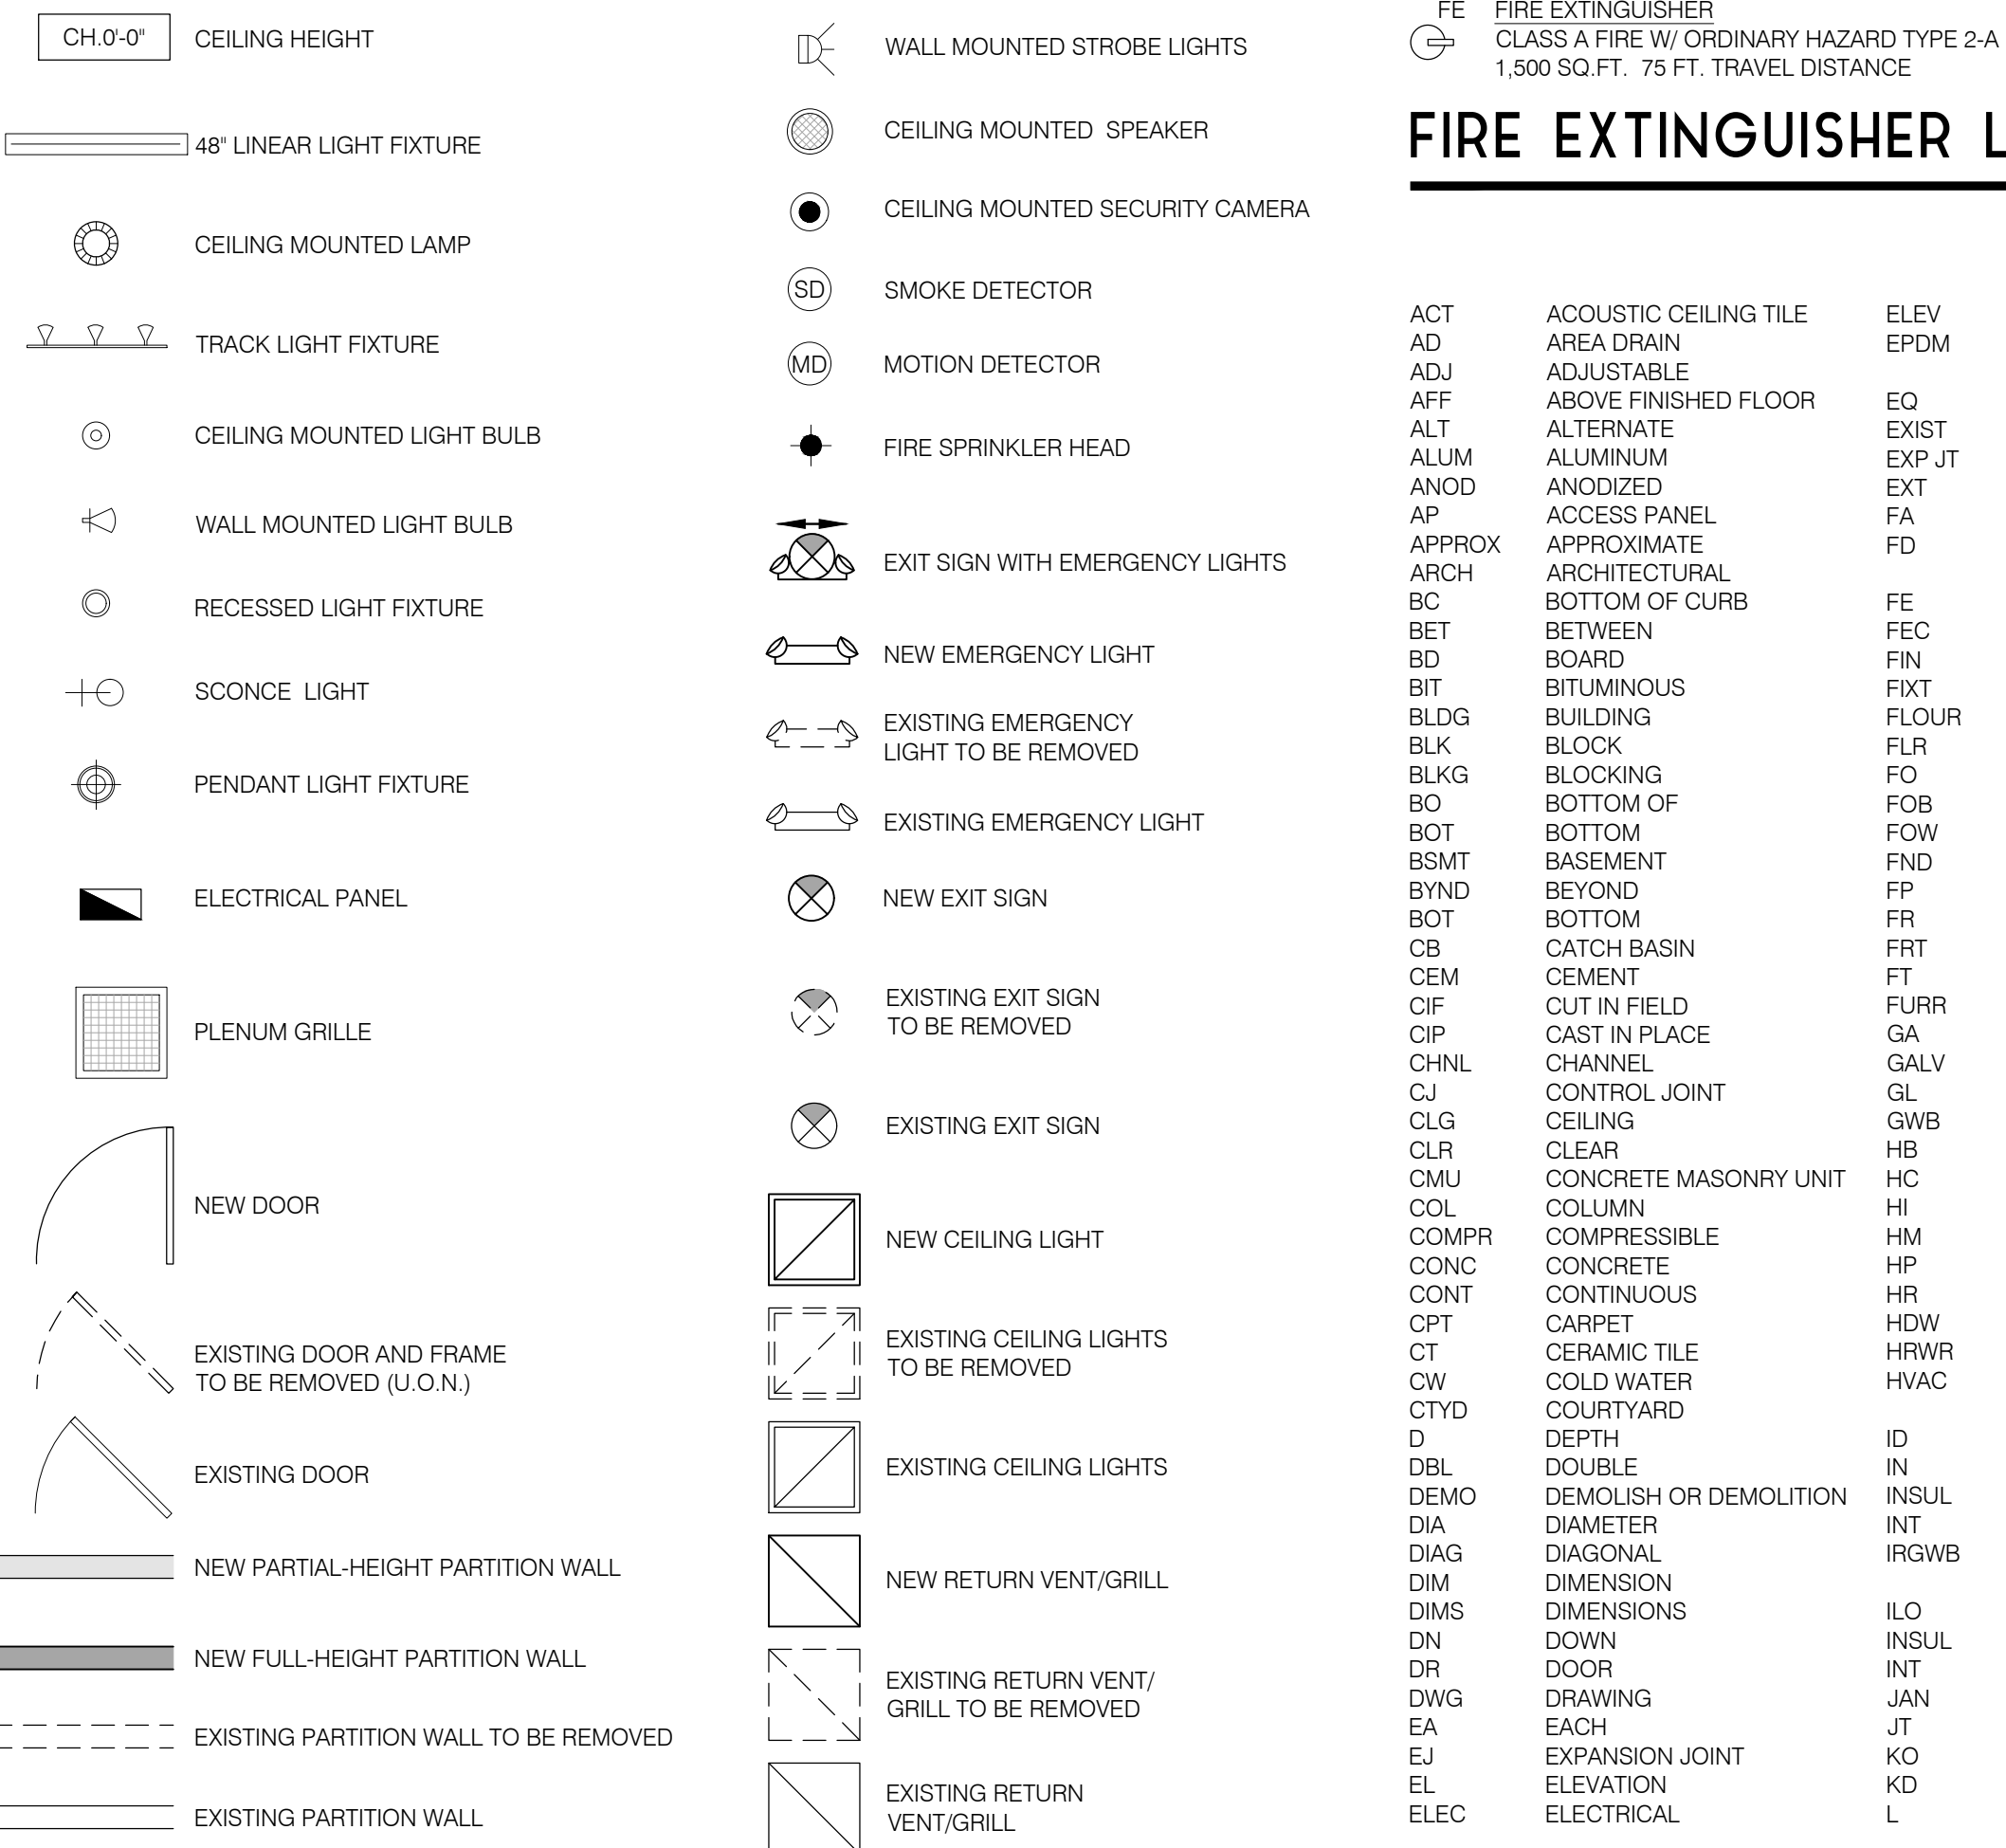 CH.0'-0"
CEILING HEIGHT
48" LINEAR LIGHT FIXTURE
CEILING MOUNTED LAMP
TRACK LIGHT FIXTURE
CEILING MOUNTED LIGHT BULB
WALL MOUNTED LIGHT BULB
RECESSED LIGHT FIXTURE
SCONCE LIGHT
PENDANT LIGHT FIXTURE
ELECTRICAL PANEL
PLENUM GRILLE
NEW DOOR
EXISTING DOOR AND FRAME
TO BE REMOVED (U.O.N.)
EXISTING DOOR
NEW PARTIAL-HEIGHT PARTITION WALL
NEW FULL-HEIGHT PARTITION WALL
EXISTING PARTITION WALL TO BE REMOVED
EXISTING PARTITION WALL
WALL MOUNTED STROBE LIGHTS
CEILING MOUNTED SPEAKER
CEILING MOUNTED SECURITY CAMERA
SD SMOKE DETECTOR
MD MOTION DETECTOR
FIRE SPRINKLER HEAD
EXIT SIGN WITH EMERGENCY LIGHTS
NEW EMERGENCY LIGHT
EXISTING EMERGENCY
LIGHT TO BE REMOVED
EXISTING EMERGENCY LIGHT
NEW EXIT SIGN
EXISTING EXIT SIGN
TO BE REMOVED
EXISTING EXIT SIGN
NEW CEILING LIGHT
EXISTING CEILING LIGHTS
TO BE REMOVED
EXISTING CEILING LIGHTS
NEW RETURN VENT/GRILL
EXISTING RETURN VENT/
GRILL TO BE REMOVED
EXISTING RETURN
VENT/GRILL
FE FIRE EXTINGUISHER
CLASS A FIRE W/ ORDINARY HAZARD TYPE 2-A
1,500 SQ.FT. 75 FT. TRAVEL DISTANCE
FIRE EXTINGUISHER L
ACT ACOUSTIC CEILING TILE ELEV
AD AREA DRAIN EPDM
ADJ ADJUSTABLE
AFF ABOVE FINISHED FLOOR EQ
ALT ALTERNATE EXIST
ALUM ALUMINUM EXP JT
ANOD ANODIZED EXT
AP ACCESS PANEL FA
APPROX APPROXIMATE FD
ARCH ARCHITECTURAL
BC BOTTOM OF CURB FE
BET BETWEEN FEC
BD BOARD FIN
BIT BITUMINOUS FIXT
BLDG BUILDING FLOUR
BLK BLOCK FLR
BLKG BLOCKING FO
BO BOTTOM OF FOB
BOT BOTTOM FOW
BSMT BASEMENT FND
BYND BEYOND FP
BOT BOTTOM FR
CB CATCH BASIN FRT
CEM CEMENT FT
CIF CUT IN FIELD FURR
CIP CAST IN PLACE GA
CHNL CHANNEL GALV
CJ CONTROL JOINT GL
CLG CEILING GWB
CLR CLEAR HB
CMU CONCRETE MASONRY UNIT HC
COL COLUMN HI
COMPR COMPRESSIBLE HM
CONC CONCRETE HP
CONT CONTINUOUS HR
CPT CARPET HDW
CT CERAMIC TILE HRWR
CW COLD WATER HVAC
CTYD COURTYARD
D DEPTH ID
DBL DOUBLE IN
DEMO DEMOLISH OR DEMOLITION INSUL
DIA DIAMETER INT
DIAG DIAGONAL IRGWB
DIM DIMENSION
DIMS DIMENSIONS ILO
DN DOWN INSUL
DR DOOR INT
DWG DRAWING JAN
EA EACH JT
EJ EXPANSION JOINT KO
EL ELEVATION KD
ELEC ELECTRICAL L